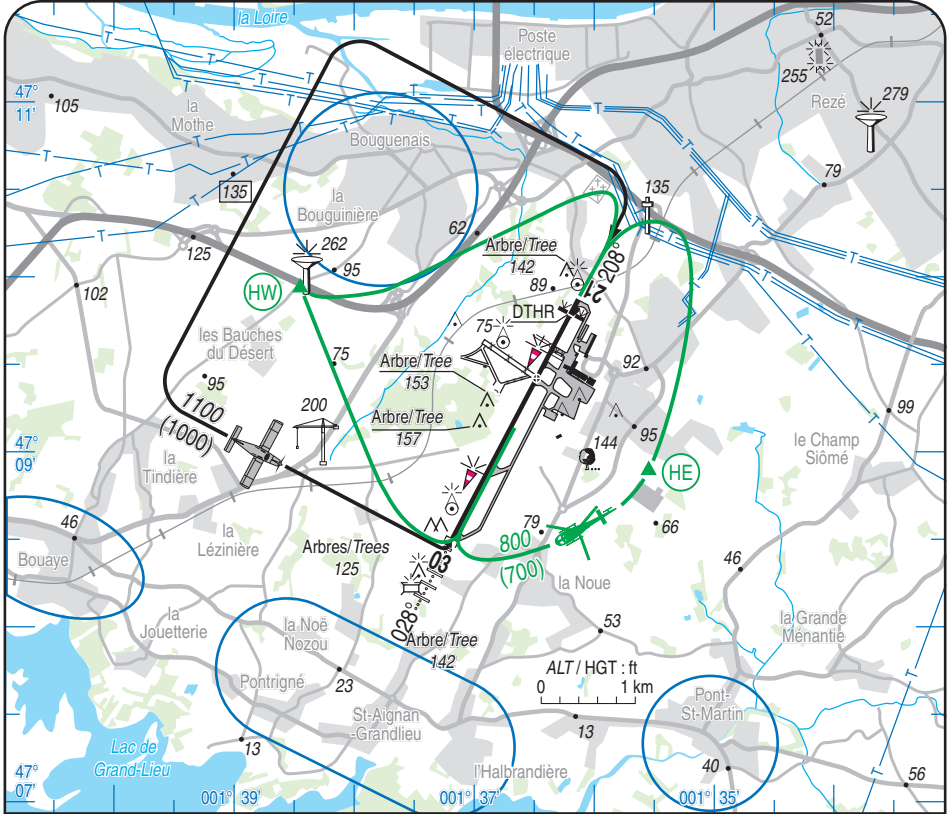 la Loire
52
Poste
électrique
255
279
47°
11'
105
la
Mothe
Rezé
Bouguenais
135
79
la
Bouguinière
135
62
125
262
95
Arbre/Tree
142
208°
21
89
HW
102
DTHR
75
les Bauches
du Désert
75
Arbre/Tree
153
92
95
1100
(1000)
200
Arbre/Tree
157
95
99
144
47°
09'
la
Tindière
le Champ
Siômé
HE
46
Bouaye
la
Lézinière
Arbres/Trees
125
03
79
800
(700)
66
46
la Noue
028°
la
Jouetterie
la Noë
Nozou
Arbre/Tree
142
53
la Grande
Ménantie
ALT / HGT : ft
0 1 km
Pontrigné
23
St-Aignan
-Grandlieu
13
Pont-
St-Martin
13
Lac de
Grand-Lieu
l'Halbrandière
40
56
47°
07'
001° 39'
001° 37'
001° 35'
T T T T T T T T T T T T T T T T T T T